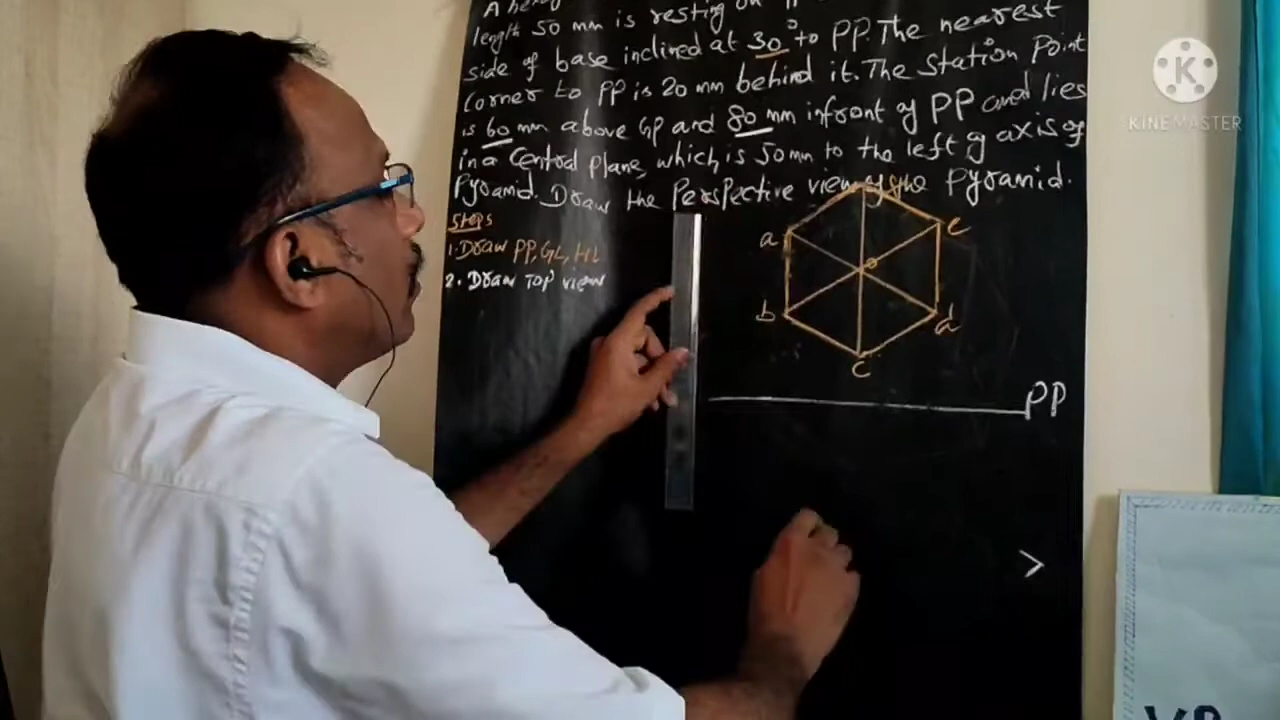 A hexag
length 50 mm is resting on
side of base inclined at 30° to PP. The nearest
corner to PP is 20 mm behind it. The Station Point
is 60 mm above GP and 80 mm infront of PP and lies
in a Central plane, which is 50mm to the left of axis of
Pyramid. Draw the Perspective view of the Pyramid.
Steps
1. Draw PP, GL, HL
2. Draw Top view
a
e
o
b
d
c
PP
>
K
KINEMASTER